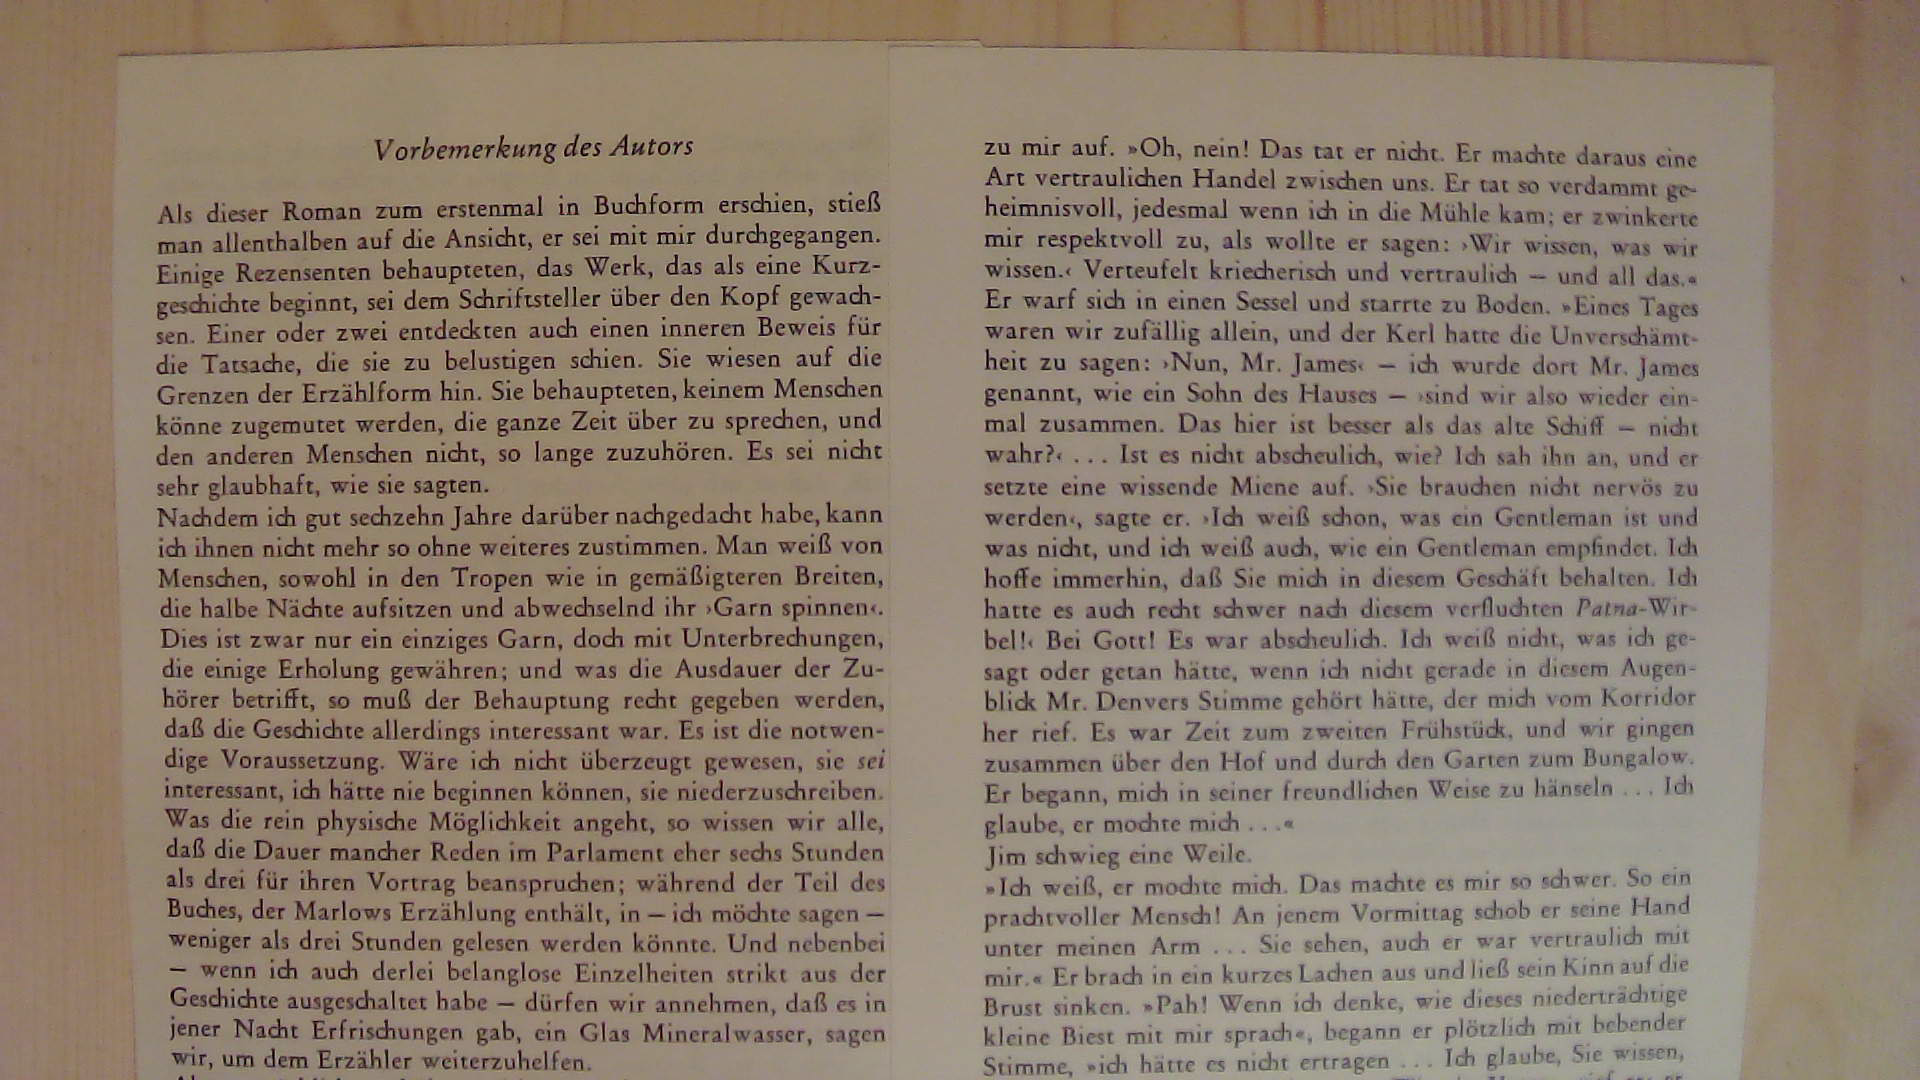 Vorbemerkung des Autors
Als dieser Roman zum erstenmal in Buchform erschien, stieß
man allenthalben auf die Ansicht, er sei mit mir durchgegangen.
Einige Rezensenten behaupteten, das Werk, das als eine Kurz-
geschichte beginnt, sei dem Schriftsteller über den Kopf gewach-
sen. Einer oder zwei entdeckten auch einen inneren Beweis für
die Tatsache, die sie zu belustigen schien. Sie wiesen auf die
Grenzen der Erzählform hin. Sie behaupteten, keinem Menschen
könne zugemutet werden, die ganze Zeit über zu sprechen, und
den anderen Menschen nicht, so lange zuzuhören. Es sei nicht
sehr glaubhaft, wie sie sagten.
Nachdem ich gut sechzehn Jahre darüber nachgedacht habe, kann
ich ihnen nicht mehr so ohne weiteres zustimmen. Man weiß von
Menschen, sowohl in den Tropen wie in gemäßigteren Breiten,
die halbe Nächte aufsitzen und abwechselnd ihr ›Garn spinnen‹.
Dies ist zwar nur ein einziges Garn, doch mit Unterbrechungen,
die einige Erholung gewähren; und was die Ausdauer der Zu-
hörer betrifft, so muß der Behauptung recht gegeben werden,
daß die Geschichte allerdings interessant war. Es ist die notwen-
dige Voraussetzung. Wäre ich nicht überzeugt gewesen, sie sei
interessant, ich hätte nie beginnen können, sie niederzuschreiben.
Was die rein physische Möglichkeit angeht, so wissen wir alle,
daß die Dauer mancher Reden im Parlament eher sechs Stunden
als drei für ihren Vortrag beanspruchen; während der Teil des
Buches, der Marlows Erzählung enthält, in – ich möchte sagen –
weniger als drei Stunden gelesen werden könnte. Und nebenbei
– wenn ich auch derlei belanglose Einzelheiten strikt aus der
Geschichte ausgeschaltet habe – dürfen wir annehmen, daß es in
jener Nacht Erfrischungen gab, ein Glas Mineralwasser, sagen
wir, um dem Erzähler weiterzuhelfen.
zu mir auf. »Oh, nein! Das tat er nicht. Er machte daraus eine
Art vertraulichen Handel zwischen uns. Er tat so verdammt ge-
heimnisvoll, jedesmal wenn ich in die Mühle kam; er zwinkerte
mir respektvoll zu, als wollte er sagen: ›Wir wissen, was wir
wissen.‹ Verteufelt kriecherisch und vertraulich – und all das.«
Er warf sich in einen Sessel und starrte zu Boden. »Eines Tages
waren wir zufällig allein, und der Kerl hatte die Unverschämt-
heit zu sagen: ›Nun, Mr. James‹ – ich wurde dort Mr. James
genannt, wie ein Sohn des Hauses – ›sind wir also wieder ein-
mal zusammen. Das hier ist besser als das alte Schiff – nicht
wahr?‹ . . . Ist es nicht abscheulich, wie? Ich sah ihn an, und er
setzte eine wissende Miene auf. ›Sie brauchen nicht nervös zu
werden‹, sagte er. ›Ich weiß schon, was ein Gentleman ist und
was nicht, und ich weiß auch, wie ein Gentleman empfindet. Ich
hoffe immerhin, daß Sie mich in diesem Geschäft behalten. Ich
hatte es auch recht schwer nach diesem verfluchten Patna-Wir-
bel!‹ Bei Gott! Es war abscheulich. Ich weiß nicht, was ich ge-
sagt oder getan hätte, wenn ich nicht gerade in diesem Augen-
blick Mr. Denvers Stimme gehört hätte, der mich vom Korridor
her rief. Es war Zeit zum zweiten Frühstück, und wir gingen
zusammen über den Hof und durch den Garten zum Bungalow.
Er begann, mich in seiner freundlichen Weise zu hänseln . . . Ich
glaube, er mochte mich . . .«
Jim schwieg eine Weile.
»Ich weiß, er mochte mich. Das machte es mir so schwer. So ein
prachtvoller Mensch! An jenem Vormittag schob er seine Hand
unter meinen Arm . . . Sie sehen, auch er war vertraulich mit
mir.« Er brach in ein kurzes Lachen aus und ließ sein Kinn auf die
Brust sinken. »Pah! Wenn ich denke, wie dieses niederträchtige
kleine Biest mit mir sprach«, begann er plötzlich mit bebender
Stimme, »ich hätte es nicht ertragen . . . Ich glaube, Sie wissen,